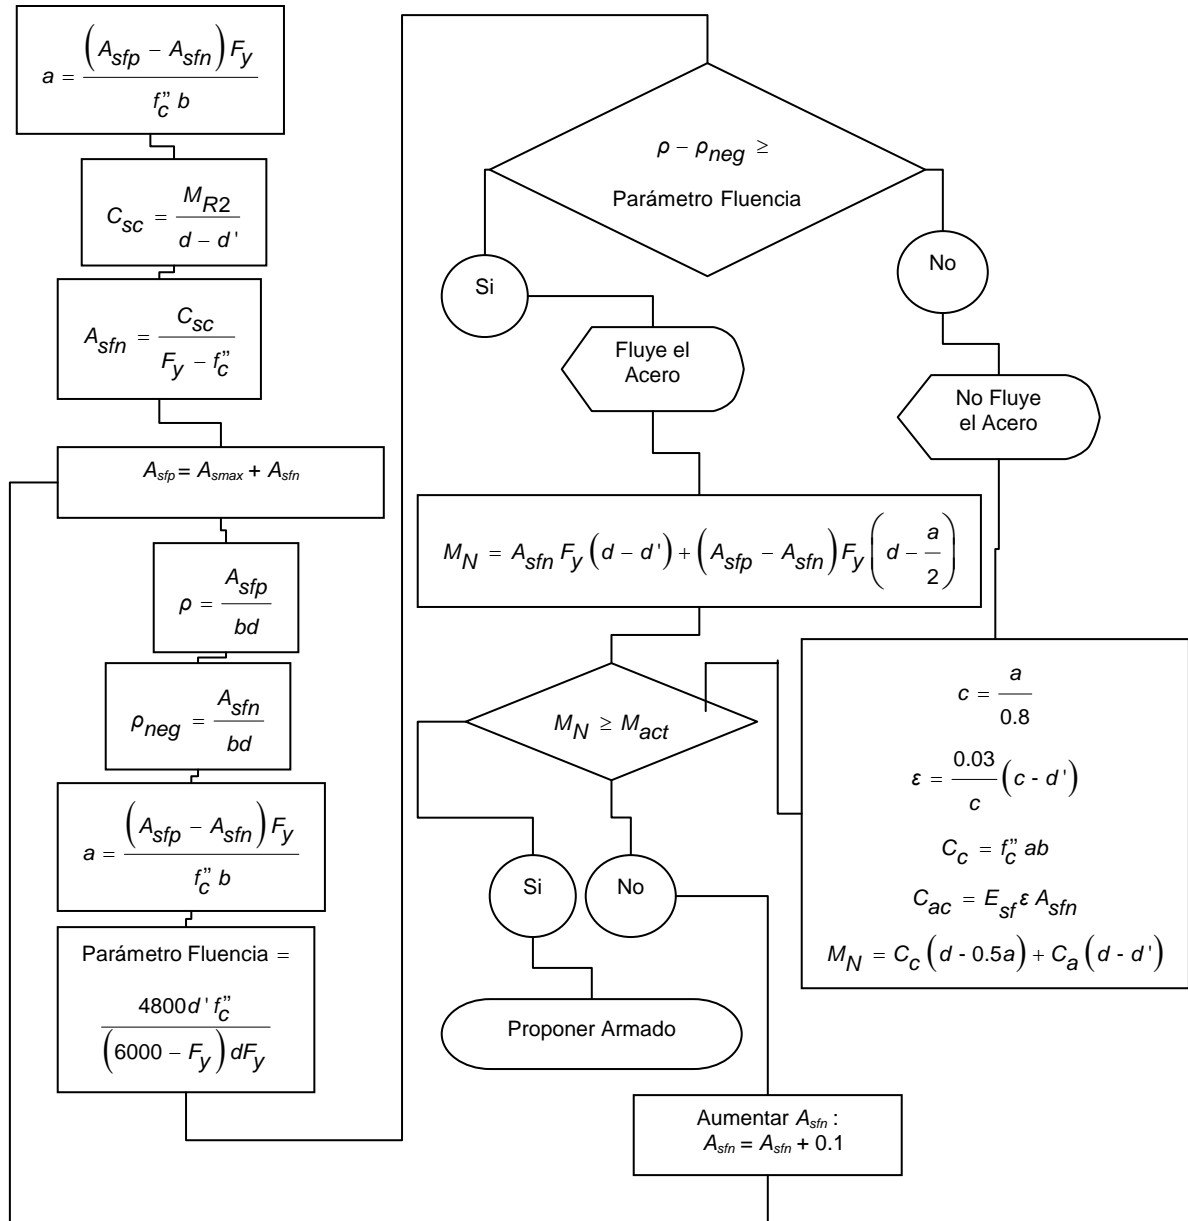 a = (A_sfp − A_sfn) F_y / f_c” b
C_sc = M_R2 / d − d '
A_sfn = C_sc / F_y − f_c”
A_sfp = A_smax + A_sfn
ρ = A_sfp / bd
ρ_neg = A_sfn / bd
a = (A_sfp − A_sfn) F_y / f_c” b
Parámetro Fluencia =
4800d ' f_c” / (6000 − F_y) dF_y
ρ − ρ_neg ≥
Parámetro Fluencia
Si
No
Fluye el
Acero
No Fluye
el Acero
M_N = A_sfn F_y (d − d ') + (A_sfp − A_sfn) F_y (d − a/2)
M_N ≥ M_act
Si
No
Proponer Armado
Aumentar A_sfn :
A_sfn = A_sfn + 0.1
c = a / 0.8
ε = 0.03 / c (c - d ')
C_c = f_c” ab
C_ac = E_sf ε A_sfn
M_N = C_c (d - 0.5a) + C_a (d - d ')